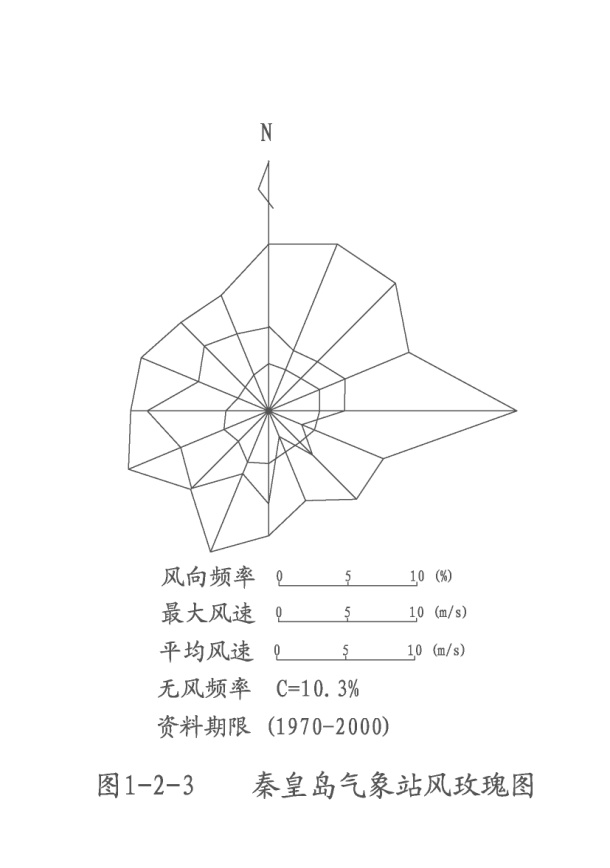 N
风向频率 0 5 10 (%)
最大风速 0 5 10 (m/s)
平均风速 0 5 10 (m/s)
无风频率 C=10.3%
资料期限 (1970-2000)
图1-2-3 秦皇岛气象站风玫瑰图